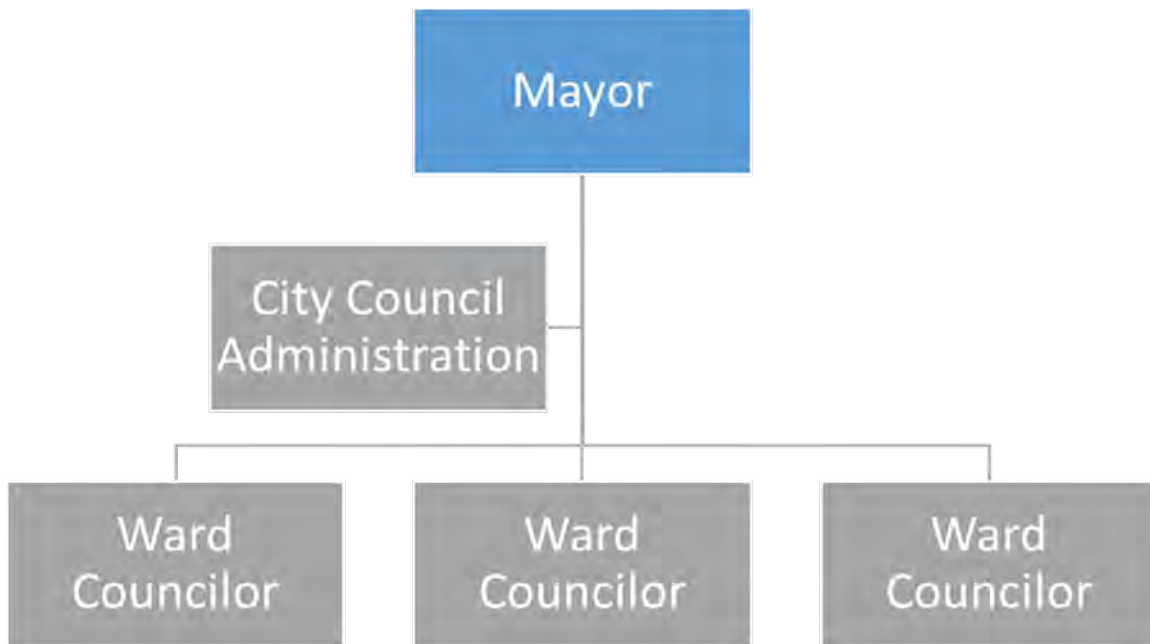 Mayor
City Council
Administration
Ward
Councilor
Ward
Councilor
Ward
Councilor